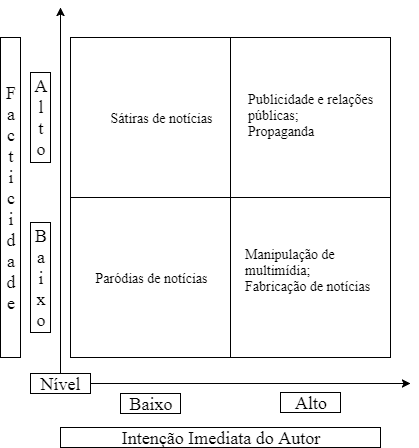 Facticidade
Alto
Baixo
Sátiras de notícias
Publicidade e relações
públicas;
Propaganda
Paródias de notícias
Manipulação de
multimídia;
Fabricação de notícias
Nível
Baixo
Alto
Intenção Imediata do Autor